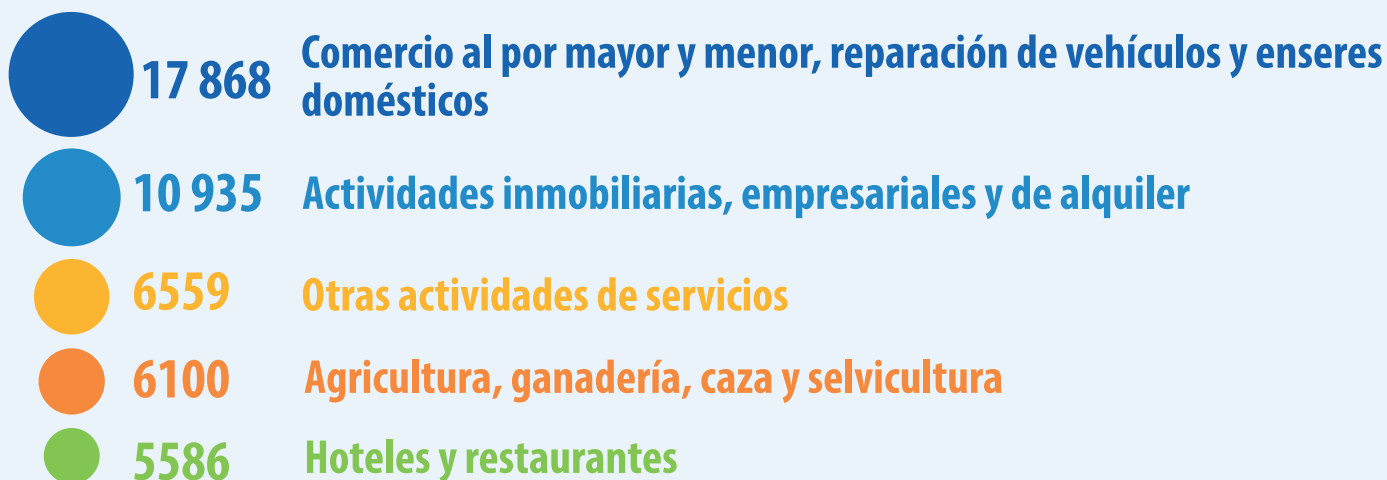 17 868 Comercio al por mayor y menor, reparación de vehículos y enseres
domésticos
10 935 Actividades inmobiliarias, empresariales y de alquiler
6559 Otras actividades de servicios
6100 Agricultura, ganadería, caza y selvicultura
5586 Hoteles y restaurantes